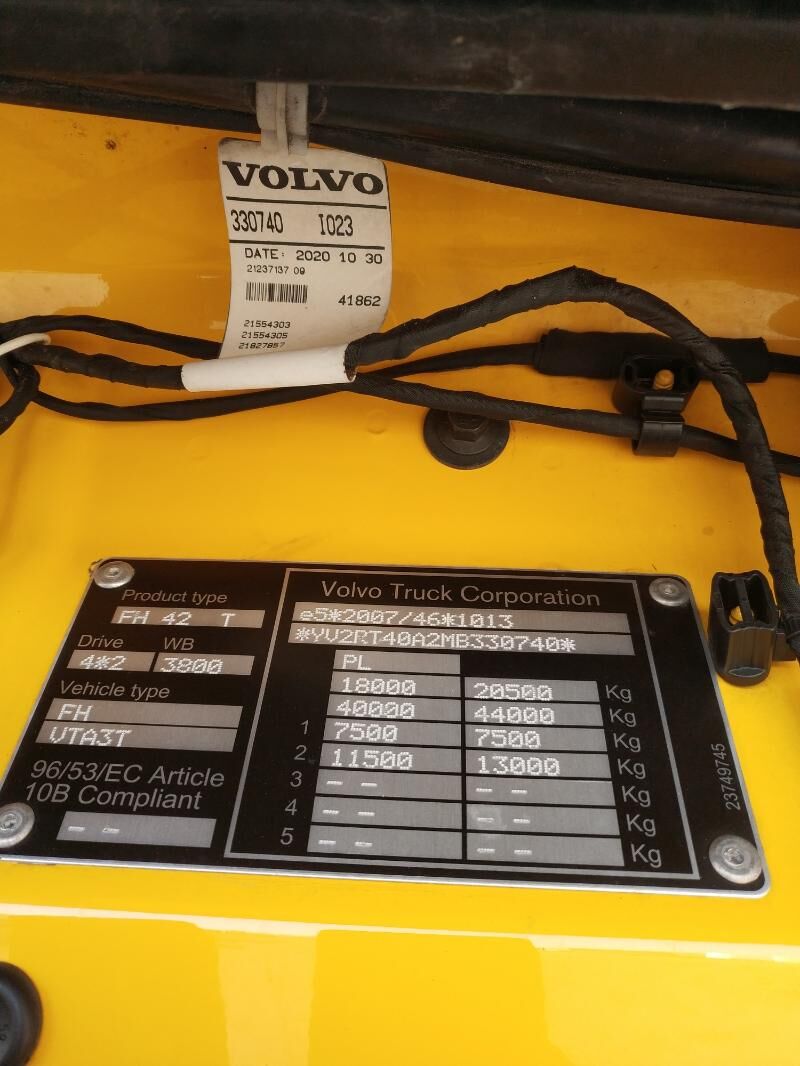 VOLVO
330740 I023
DATE: 2020 10 30
21237137 09
41862
21554303
21554305
21827857
Product type
FH 42 T
Drive WB
4*2 3800
Vehicle type
FH
VTA3T
96/53/EC Article
10B Compliant
-- --
Volvo Truck Corporation
e5*2007/46*1013
*YV2RT40A2MB330740*
PL
18000 20500 Kg
40000 44000 Kg
1 7500 7500 Kg
2 11500 13000 Kg
3 -- -- -- -- Kg
4 -- -- -- -- Kg
5 -- -- -- -- Kg
23749745